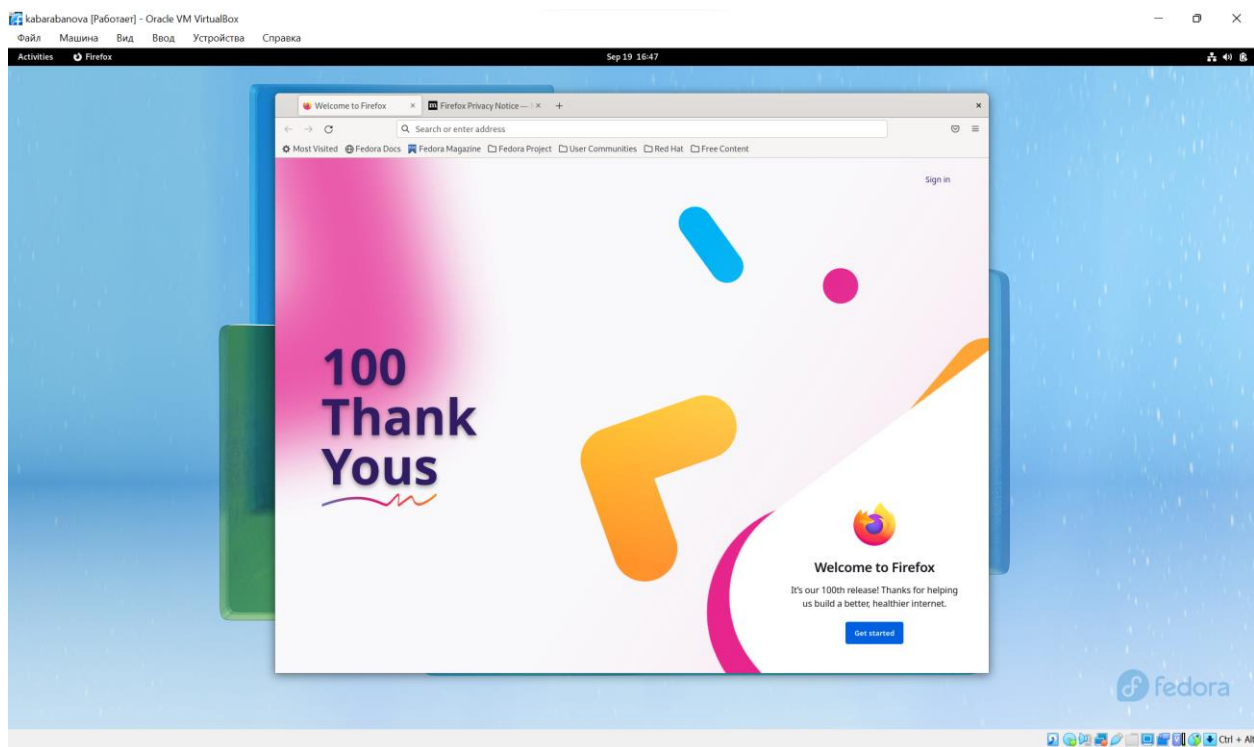 kabarabanova [Работает] - Oracle VM VirtualBox
Файл Машина Вид Ввод Устройства Справка
Activities Firefox Sep 19 16:47
Welcome to Firefox Firefox Privacy Notice —
Search or enter address
Most Visited Fedora Docs Fedora Magazine Fedora Project User Communities Red Hat Free Content
Sign in
100
Thank
Yous
Welcome to Firefox
It's our 100th release! Thanks for helping
us build a better, healthier internet.
Get started
fedora
Ctrl + Alt